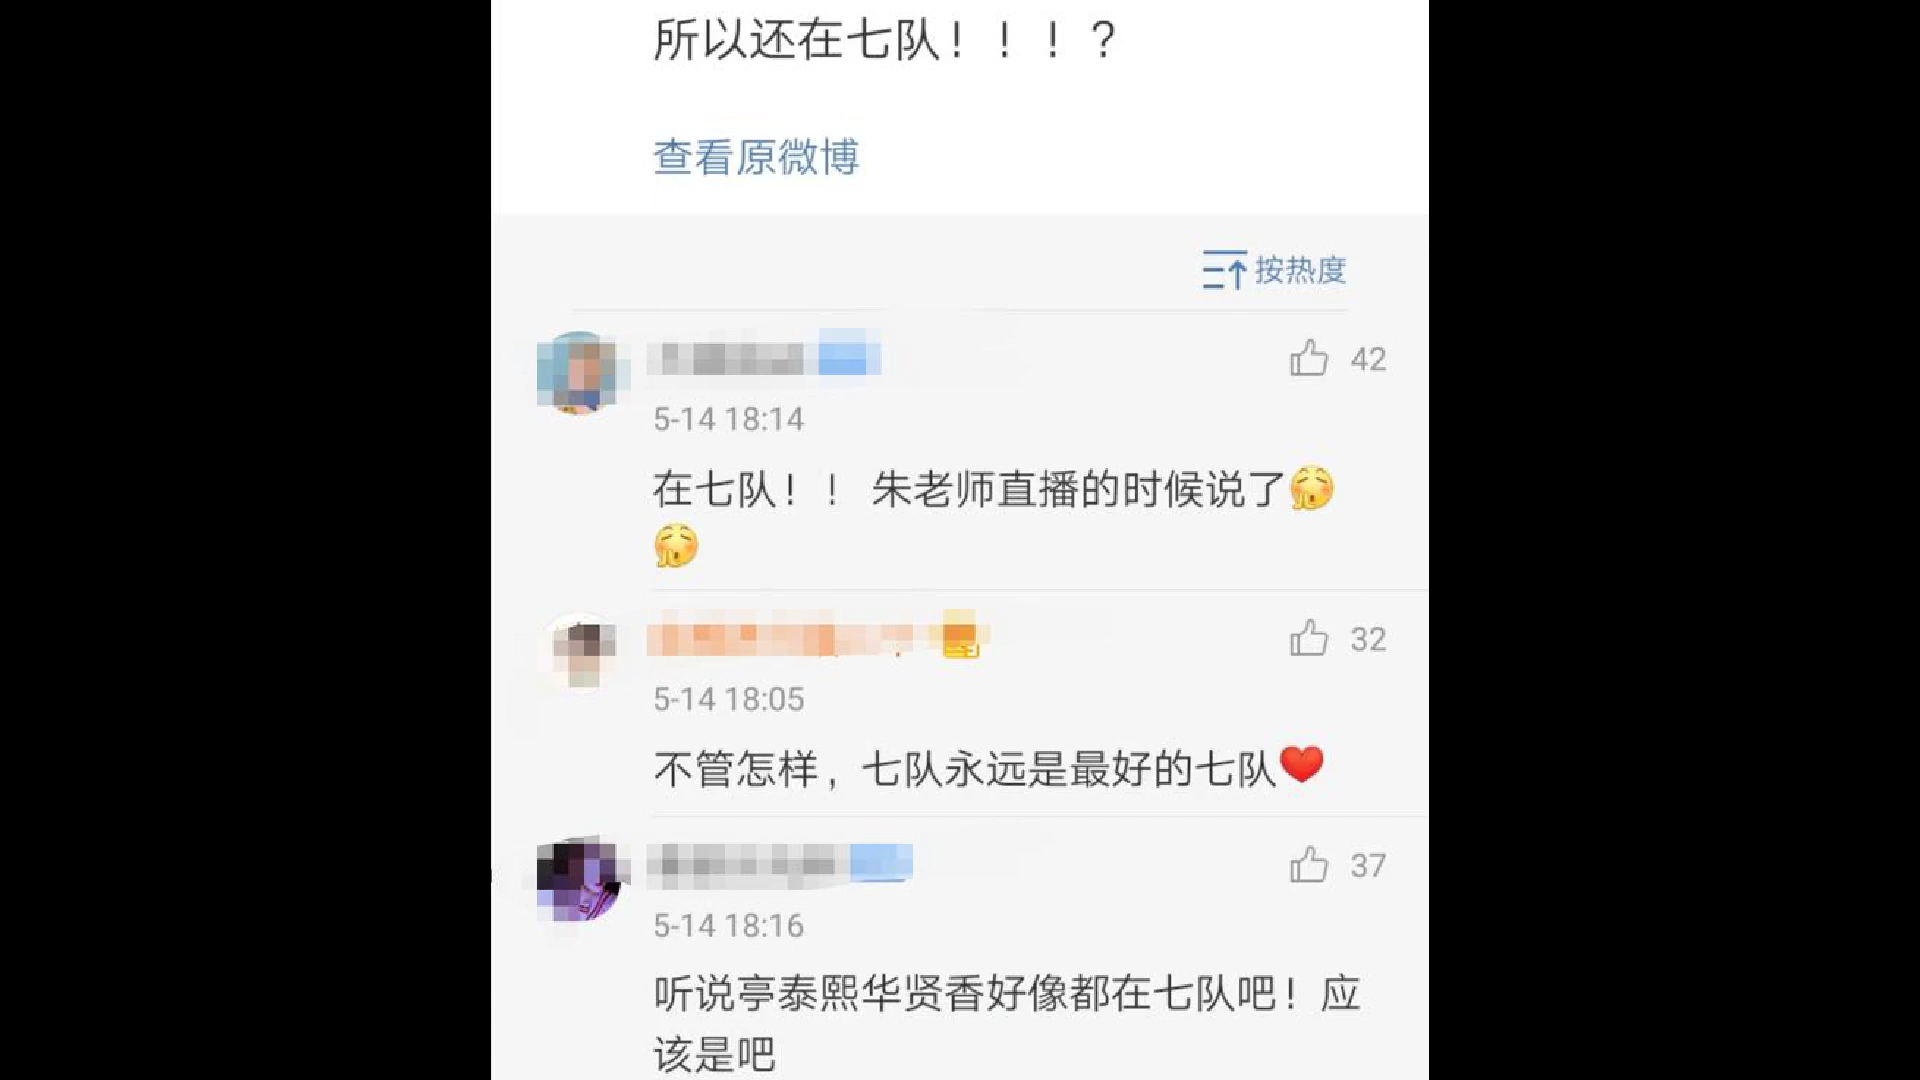 所以还在七队！！！？
查看原微博
按热度
42
5-14 18:14
在七队！！ 朱老师直播的时候说了
32
5-14 18:05
不管怎样，七队永远是最好的七队
37
5-14 18:16
听说亭泰熙华贤香好像都在七队吧！应
该是吧